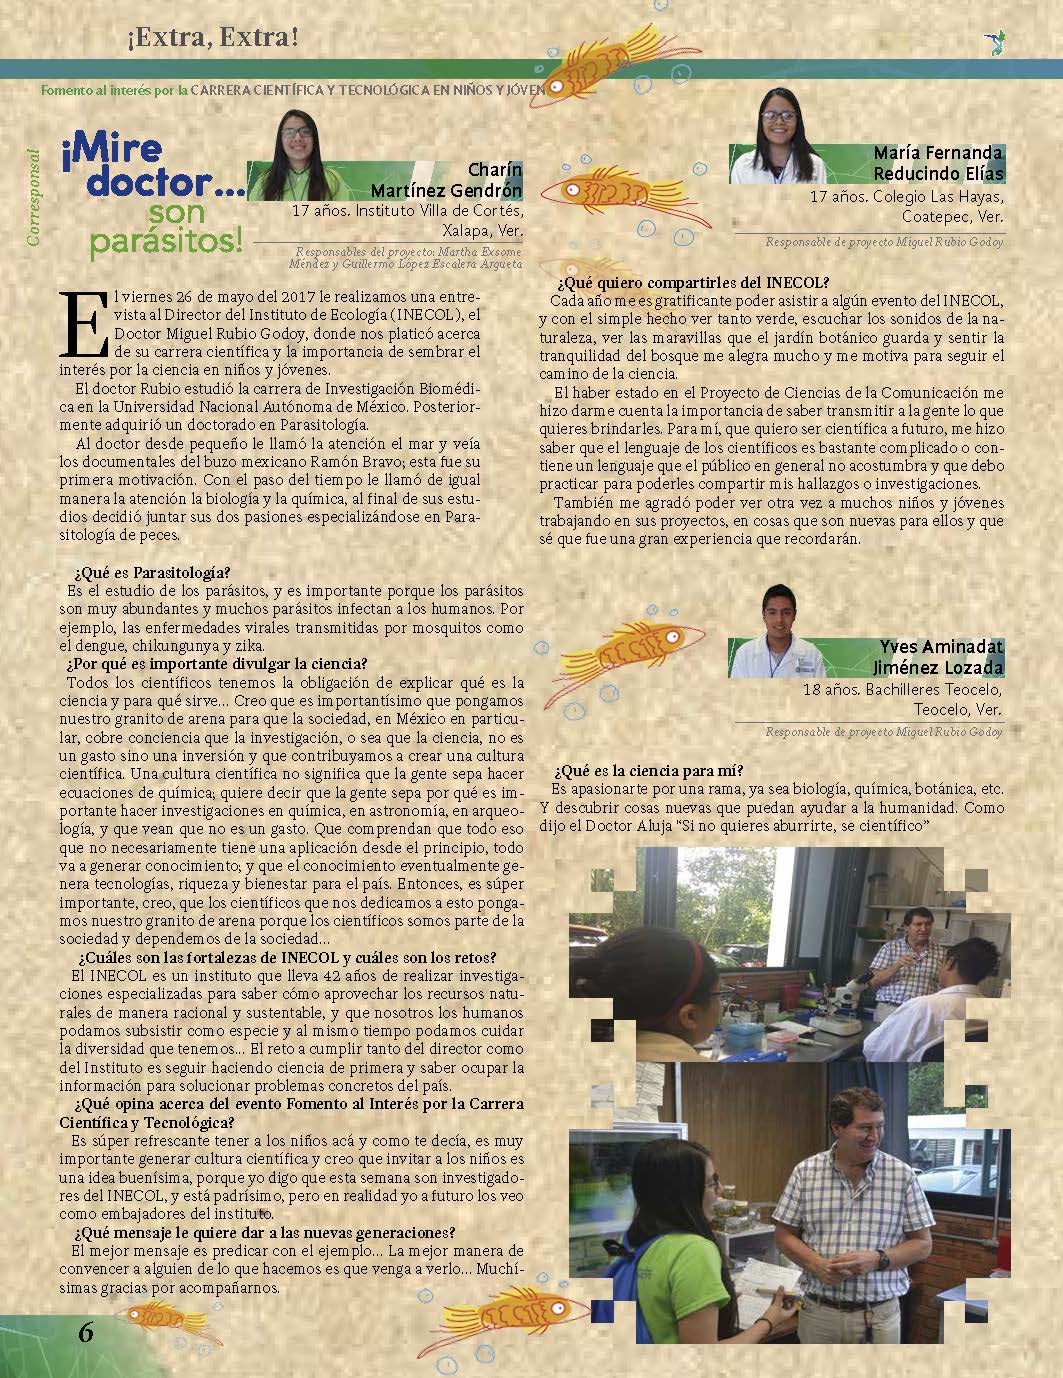 ¡Extra, Extra!
Fomento al interés por la CARRERA CIENTÍFICA Y TECNOLÓGICA EN NIÑOS Y JÓVEN
Corresponsal
¡Mire
doctor...
son
parásitos!
Charín
Martínez Gendrón
17 años. Instituto Villa de Cortés,
Xalapa, Ver.
Responsables del proyecto: Martha Exsome
Méndez y Guillermo López Escalera Argueta
El viernes 26 de mayo del 2017 le realizamos una entre-
vista al Director del Instituto de Ecología (INECOL), el
Doctor Miguel Rubio Godoy, donde nos platicó acerca
de su carrera científica y la importancia de sembrar el
interés por la ciencia en niños y jóvenes.
El doctor Rubio estudió la carrera de Investigación Biomédi-
ca en la Universidad Nacional Autónoma de México. Posterior-
mente adquirió un doctorado en Parasitología.
Al doctor desde pequeño le llamó la atención el mar y veía
los documentales del buzo mexicano Ramón Bravo; esta fue su
primera motivación. Con el paso del tiempo le llamó de igual
manera la atención la biología y la química, al final de sus estu-
dios decidió juntar sus dos pasiones especializándose en Para-
sitología de peces.
¿Qué es Parasitología?
Es el estudio de los parásitos, y es importante porque los parásitos
son muy abundantes y muchos parásitos infectan a los humanos. Por
ejemplo, las enfermedades virales transmitidas por mosquitos como
el dengue, chikungunya y zika.
¿Por qué es importante divulgar la ciencia?
Todos los científicos tenemos la obligación de explicar qué es la
ciencia y para qué sirve... Creo que es importantísimo que pongamos
nuestro granito de arena para que la sociedad, en México en particu-
lar, cobre conciencia que la investigación, o sea que la ciencia, no es
un gasto sino una inversión y que contribuyamos a crear una cultura
científica. Una cultura científica no significa que la gente sepa hacer
ecuaciones de química; quiere decir que la gente sepa por qué es im-
portante hacer investigaciones en química, en astronomía, en arqueo-
logía, y que vean que no es un gasto. Que comprendan que todo eso
que no necesariamente tiene una aplicación desde el principio, todo
va a generar conocimiento; y que el conocimiento eventualmente ge-
nera tecnologías, riqueza y bienestar para el país. Entonces, es súper
importante, creo, que los científicos que nos dedicamos a esto ponga-
mos nuestro granito de arena porque los científicos somos parte de la
sociedad y dependemos de la sociedad...
¿Cuáles son las fortalezas de INECOL y cuáles son los retos?
El INECOL es un instituto que lleva 42 años de realizar investiga-
ciones especializadas para saber cómo aprovechar los recursos natu-
rales de manera racional y sustentable, y que nosotros los humanos
podamos subsistir como especie y al mismo tiempo podamos cuidar
la diversidad que tenemos... El reto a cumplir tanto del director como
del Instituto es seguir haciendo ciencia de primera y saber ocupar la
información para solucionar problemas concretos del país.
¿Qué opina acerca del evento Fomento al Interés por la Carrera
Científica y Tecnológica?
Es súper refrescante tener a los niños acá y como te decía, es muy
importante generar cultura científica y creo que invitar a los niños es
una idea buenísima, porque yo digo que esta semana son investigado-
res del INECOL, y está padrísimo, pero en realidad yo a futuro los veo
como embajadores del instituto.
¿Qué mensaje le quiere dar a las nuevas generaciones?
El mejor mensaje es predicar con el ejemplo... La mejor manera de
convencer a alguien de lo que hacemos es que venga a verlo... Muchí-
simas gracias por acompañarnos.
María Fernanda
Reducindo Elías
17 años. Colegio Las Hayas,
Coatepec, Ver.
Responsable de proyecto Miguel Rubio Godoy
¿Qué quiero compartirles del INECOL?
Cada año me es gratificante poder asistir a algún evento del INECOL,
y con el simple hecho ver tanto verde, escuchar los sonidos de la na-
turaleza, ver las maravillas que el jardín botánico guarda y sentir la
tranquilidad del bosque me alegra mucho y me motiva para seguir el
camino de la ciencia.
El haber estado en el Proyecto de Ciencias de la Comunicación me
hizo darme cuenta la importancia de saber transmitir a la gente lo que
quieres brindarles. Para mí, que quiero ser científica a futuro, me hizo
saber que el lenguaje de los científicos es bastante complicado o con-
tiene un lenguaje que el público en general no acostumbra y que debo
practicar para poderles compartir mis hallazgos o investigaciones.
También me agradó poder ver otra vez a muchos niños y jóvenes
trabajando en sus proyectos, en cosas que son nuevas para ellos y que
sé que fue una gran experiencia que recordarán.
Yves Aminadat
Jiménez Lozada
18 años. Bachilleres Teocelo,
Teocelo, Ver.
Responsable de proyecto Miguel Rubio Godoy
¿Qué es la ciencia para mí?
Es apasionarte por una rama, ya sea biología, química, botánica, etc.
Y descubrir cosas nuevas que puedan ayudar a la humanidad. Como
dijo el Doctor Aluja “Si no quieres aburrirte, se científico”
6